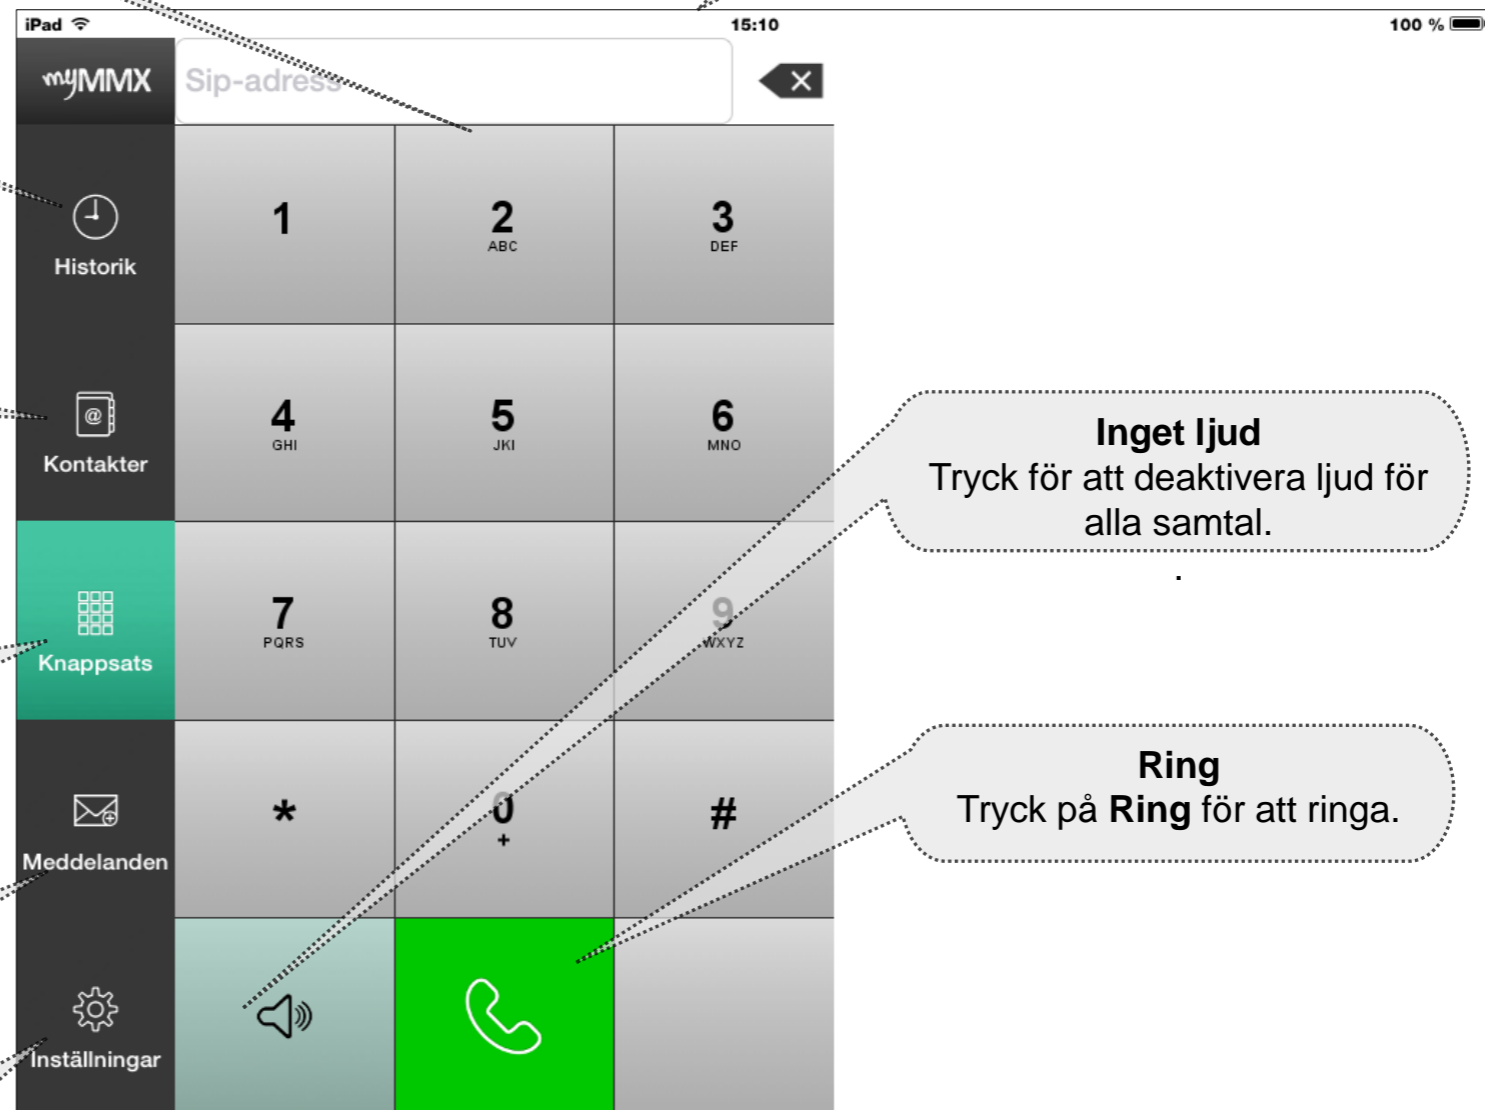 iPad 15:10 100 %
myMMX Sip-adress
1 2 3
ABC DEF
Historik
4 5 6
GHI JKI MNO
Kontakter
Inget ljud
Tryck för att deaktivera ljud för
alla samtal.
.
7 8 9
PQRS TUV WXYZ
Knappsats
* 0 #
+
Meddelanden
Ring
Tryck på Ring för att ringa.
Inställningar